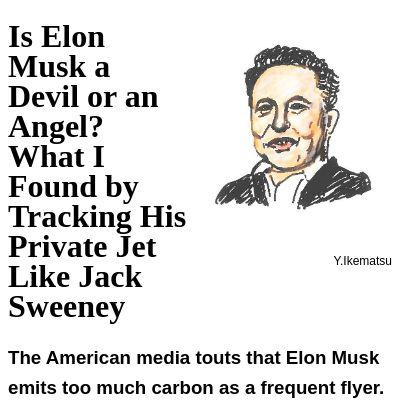 Is Elon
Musk a
Devil or an
Angel?
What I
Found by
Tracking His
Private Jet
Like Jack
Sweeney
Y.Ikematsu
The American media touts that Elon Musk
emits too much carbon as a frequent flyer.